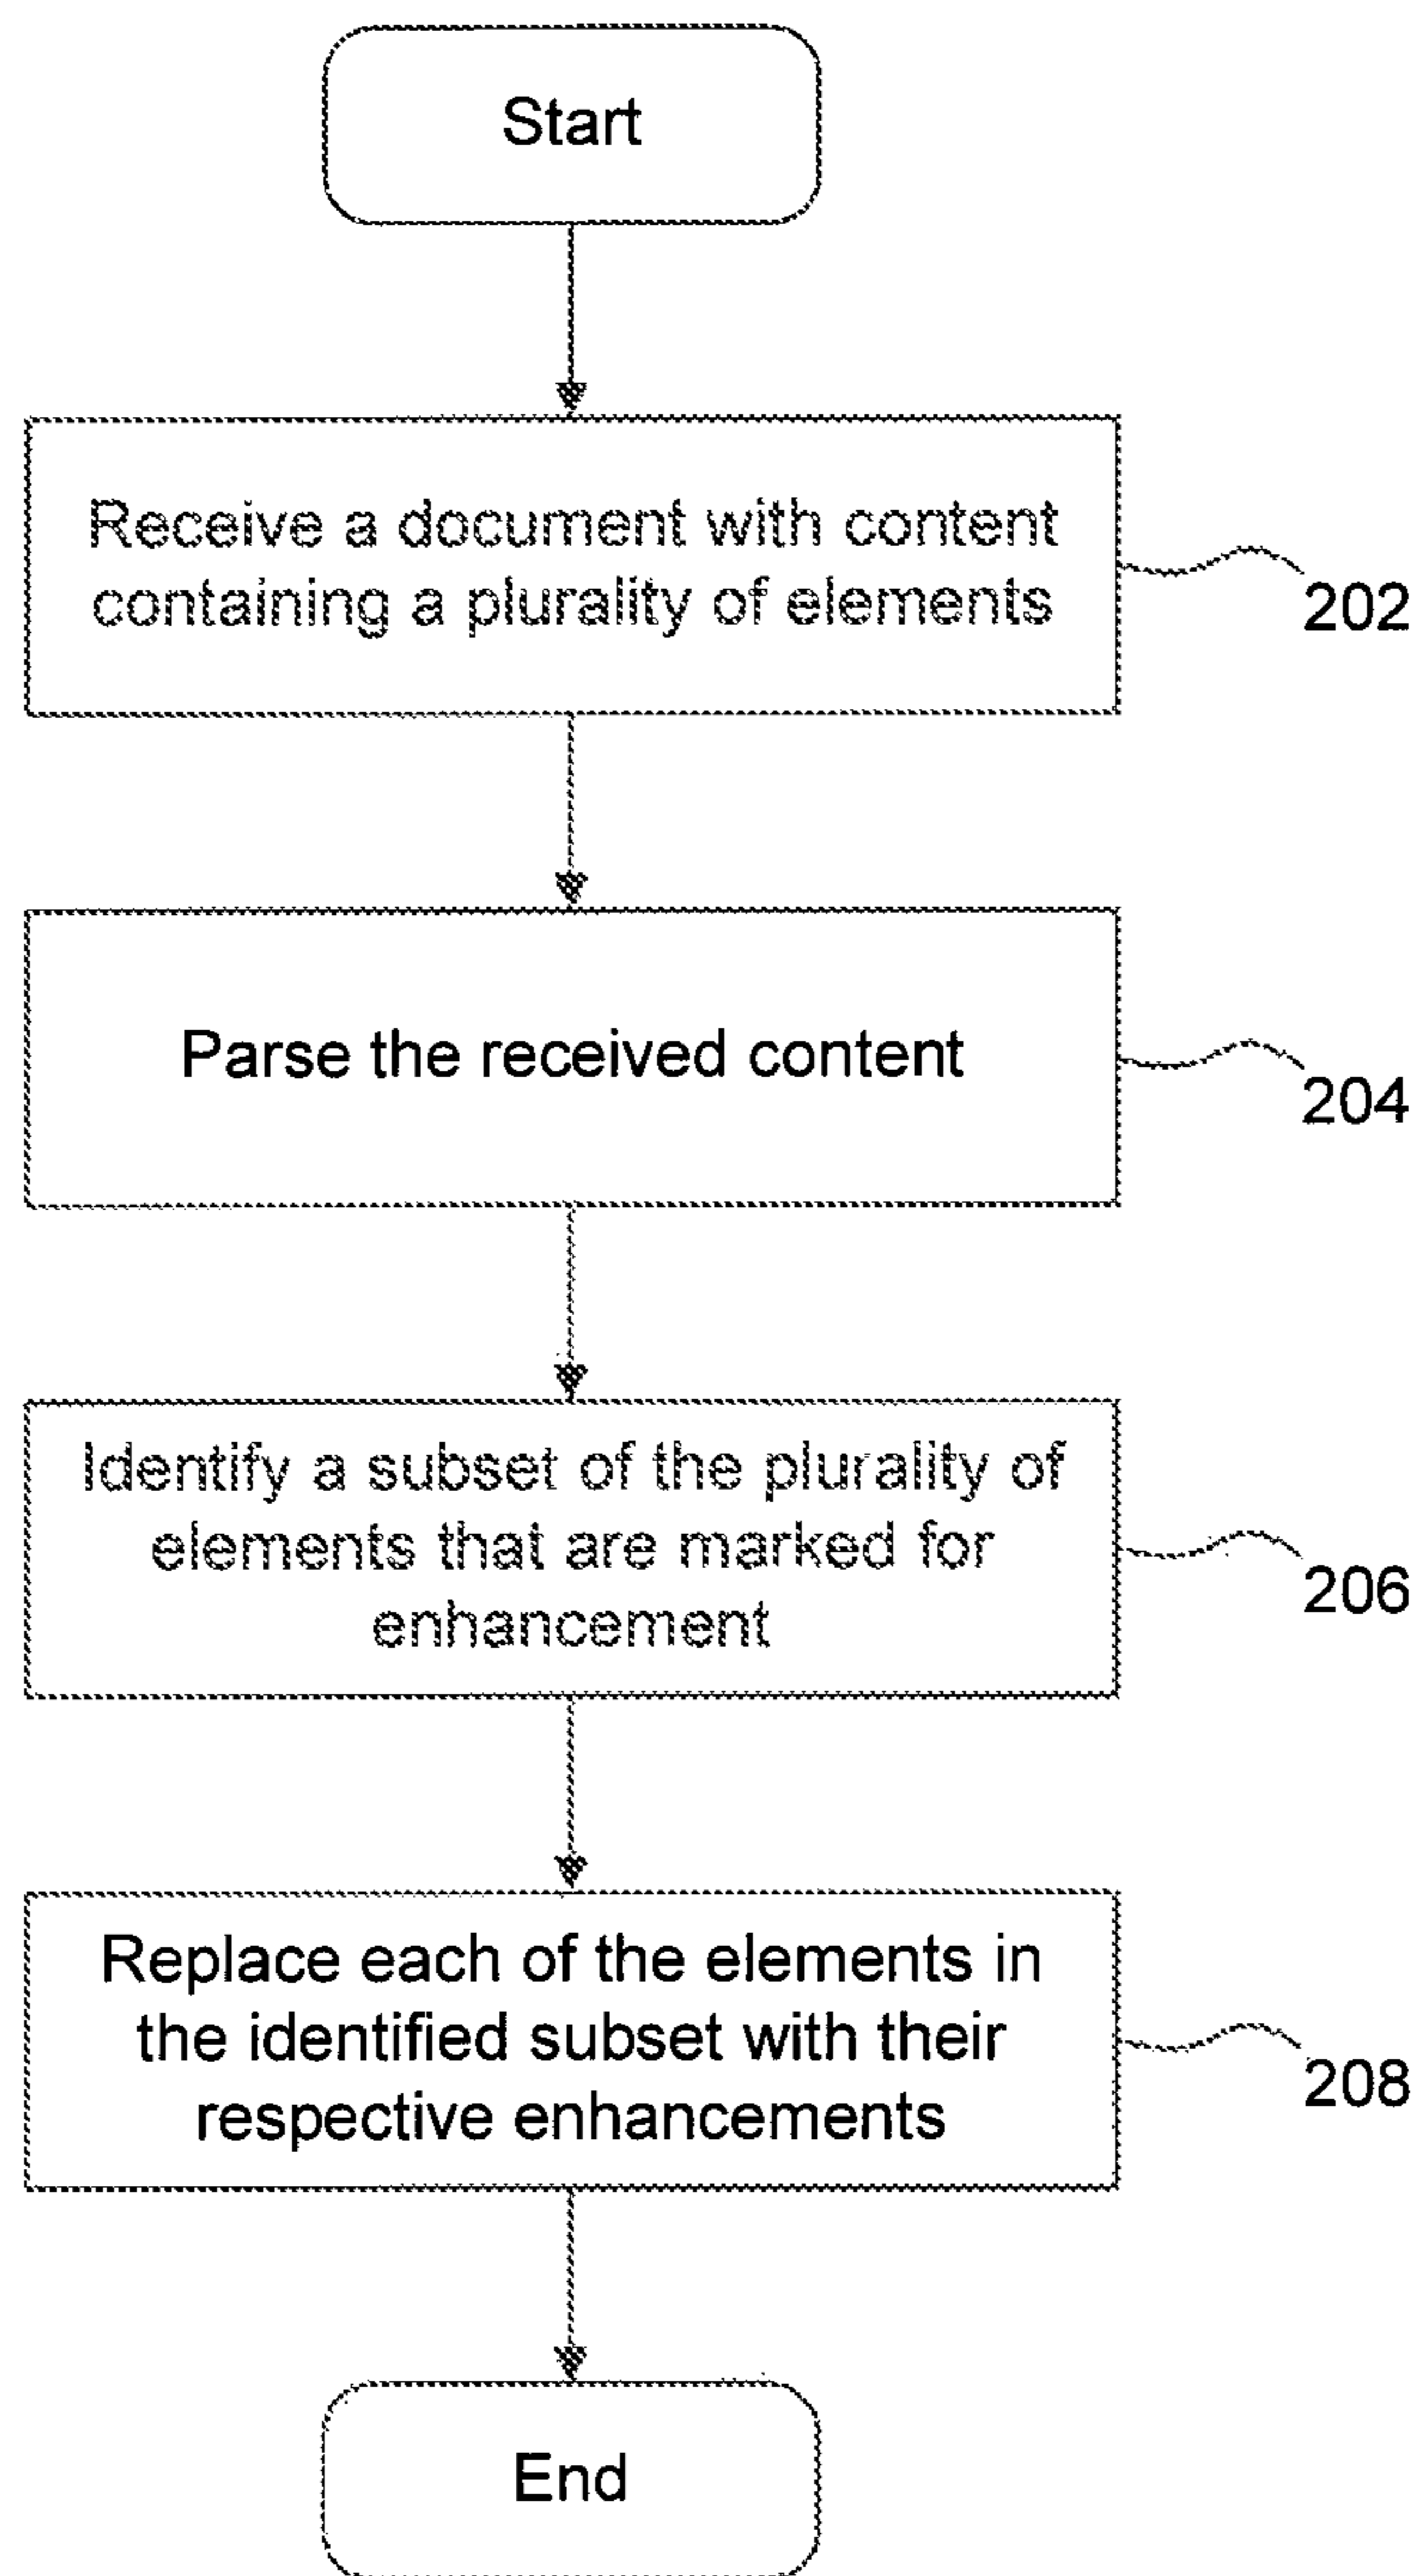 Start
Receive a document with content
containing a plurality of elements
202
Parse the received content
204
Identify a subset of the plurality of
elements that are marked for
enhancement
206
Replace each of the elements in
the identified subset with their
respective enhancements
208
End